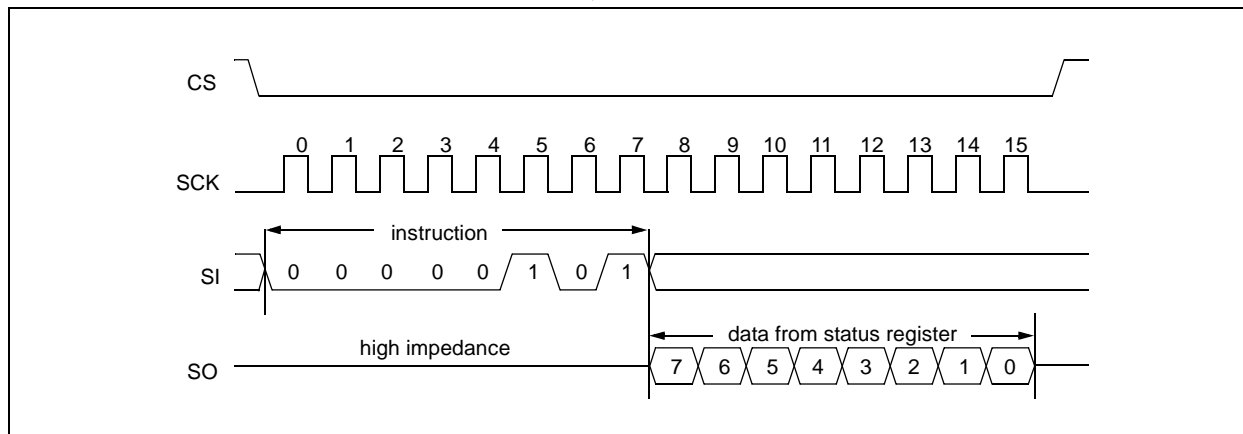 CS
0 1 2 3 4 5 6 7 8 9 10 11 12 13 14 15
SCK
instruction
SI 0 0 0 0 0 1 0 1
high impedance
data from status register
SO 7 6 5 4 3 2 1 0